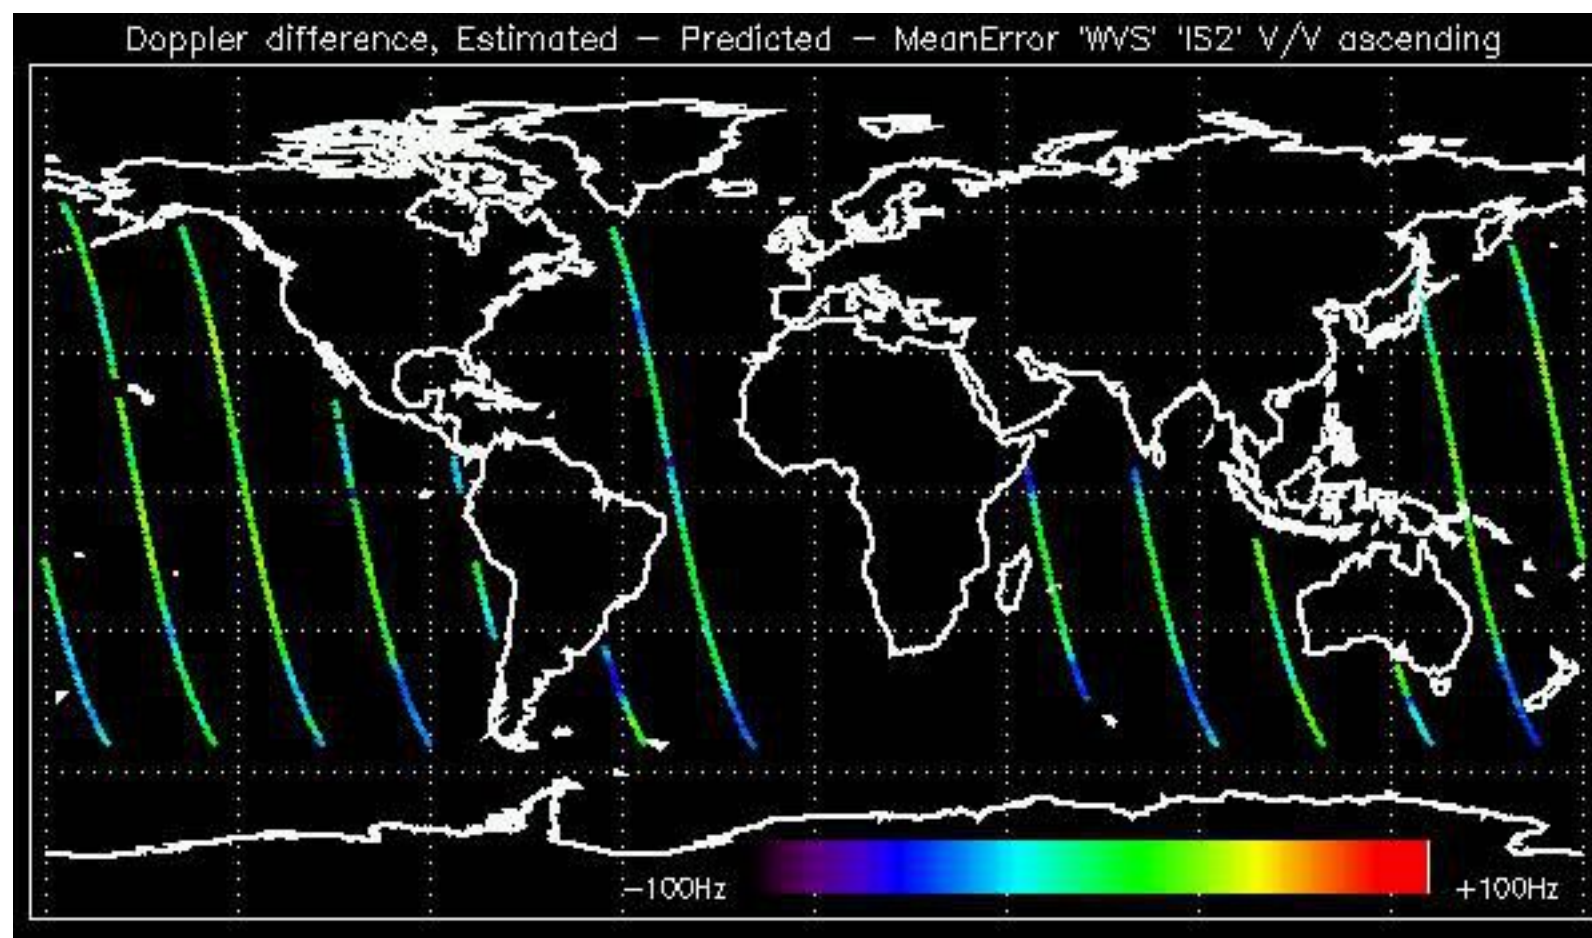 Doppler difference, Estimated – Predicted – MeanError 'WVS' 'IS2' V/V ascending
–100Hz
+100Hz